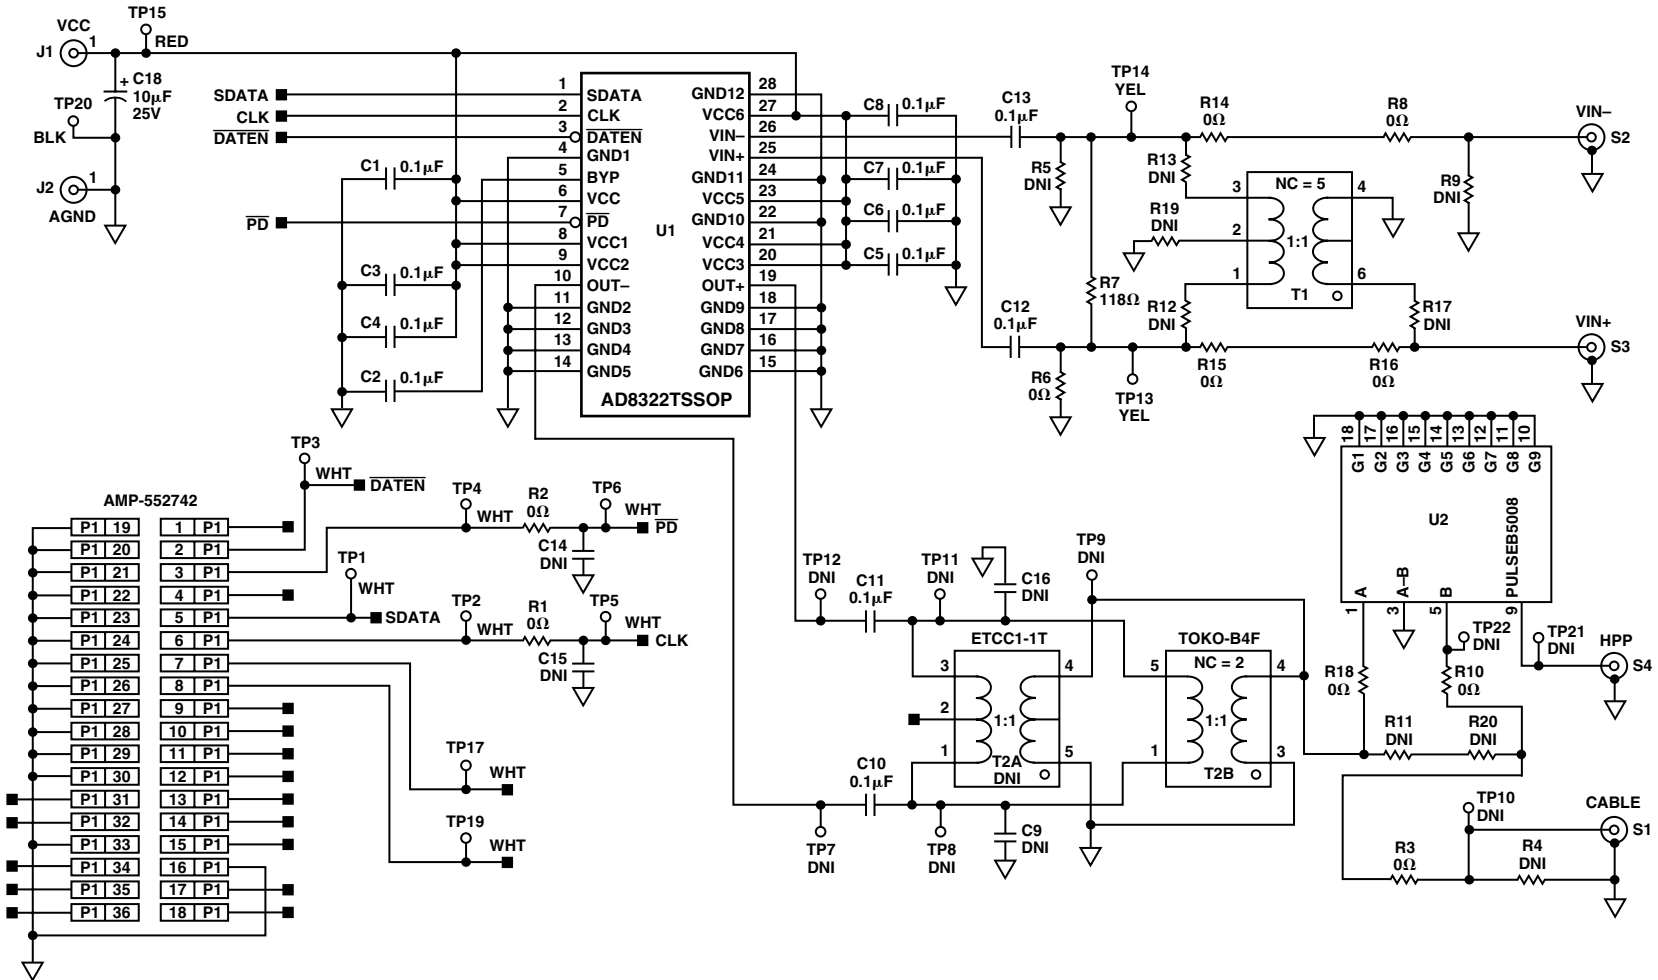 VCC
J1
1
TP15
RED
C18
10µF
25V
+
TP20
BLK
J2
1
AGND
SDATA
CLK
DATEN
PD
C1
0.1µF
C3
0.1µF
C4
0.1µF
C2
0.1µF
1
SDATA
2
CLK
3
DATEN
4
GND1
5
BYP
6
VCC
7
PD
8
VCC1
9
VCC2
10
OUT–
11
GND2
12
GND3
13
GND4
14
GND5
U1
AD8322TSSOP
GND12
28
VCC6
27
VIN–
26
VIN+
25
GND11
24
VCC5
23
GND10
22
VCC4
21
VCC3
20
OUT+
19
GND9
18
GND8
17
GND7
16
GND6
15
C8
0.1µF
C7
0.1µF
C6
0.1µF
C5
0.1µF
C13
0.1µF
C12
0.1µF
TP14
YEL
R5
DNI
R6
0Ω
R7
118Ω
TP13
YEL
R14
0Ω
R8
0Ω
R13
DNI
R19
DNI
R12
DNI
R15
0Ω
R16
0Ω
NC = 5
3
2
1
4
6
1:1
T1
R9
DNI
R17
DNI
VIN–
S2
VIN+
S3
AMP-552742
P1 19
P1 20
P1 21
P1 22
P1 23
P1 24
P1 25
P1 26
P1 27
P1 28
P1 29
P1 30
P1 31
P1 32
P1 33
P1 34
P1 35
P1 36
1 P1
2 P1
3 P1
4 P1
5 P1
6 P1
7 P1
8 P1
9 P1
10 P1
11 P1
12 P1
13 P1
14 P1
15 P1
16 P1
17 P1
18 P1
TP3
WHT
DATEN
TP4
WHT
R2
0Ω
TP6
WHT
PD
C14
DNI
TP1
WHT
SDATA
TP2
WHT
R1
0Ω
TP5
WHT
CLK
C15
DNI
TP17
WHT
TP19
WHT
TP12
DNI
C11
0.1µF
TP11
DNI
C16
DNI
TP9
DNI
ETCC1-1T
3
2
1
4
5
1:1
T2A
DNI
TOKO-B4F
NC = 2
5
1
4
3
1:1
T2B
C10
0.1µF
TP7
DNI
TP8
DNI
C9
DNI
18
17
16
15
14
13
12
11
10
G1
G2
G3
G4
G5
G6
G7
G8
G9
U2
PULSEB5008
A
A–B
B
1
3
5
9
TP22
DNI
TP21
DNI
HPP
S4
R18
0Ω
R10
0Ω
R11
DNI
R20
DNI
TP10
DNI
CABLE
S1
R3
0Ω
R4
DNI